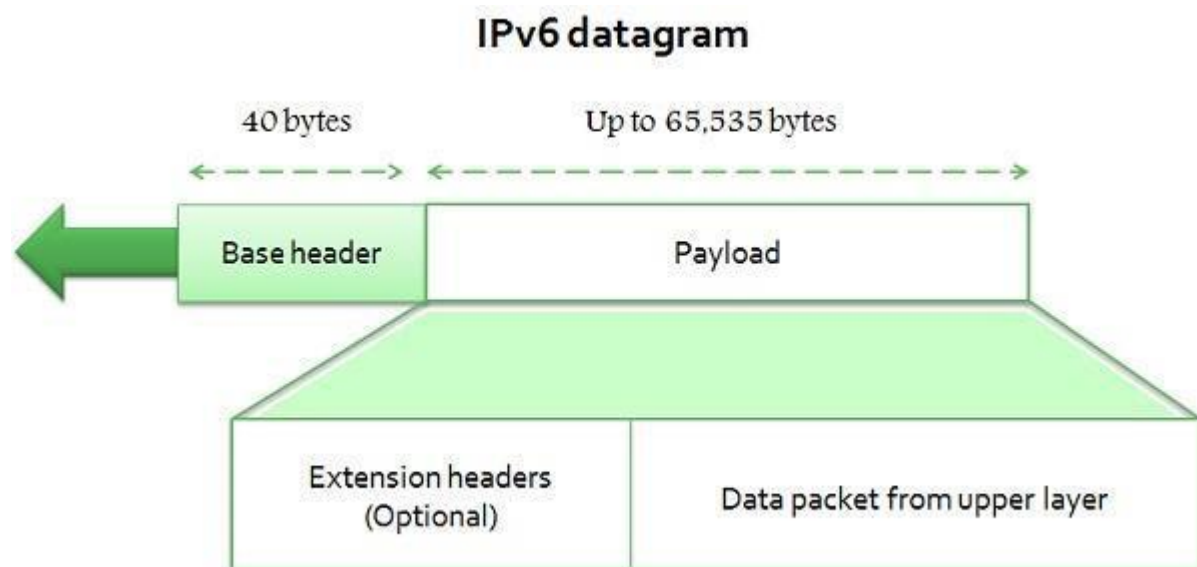 IPv6 datagram
40 bytes
Up to 65,535 bytes
Base header
Payload
Extension headers
(Optional)
Data packet from upper layer